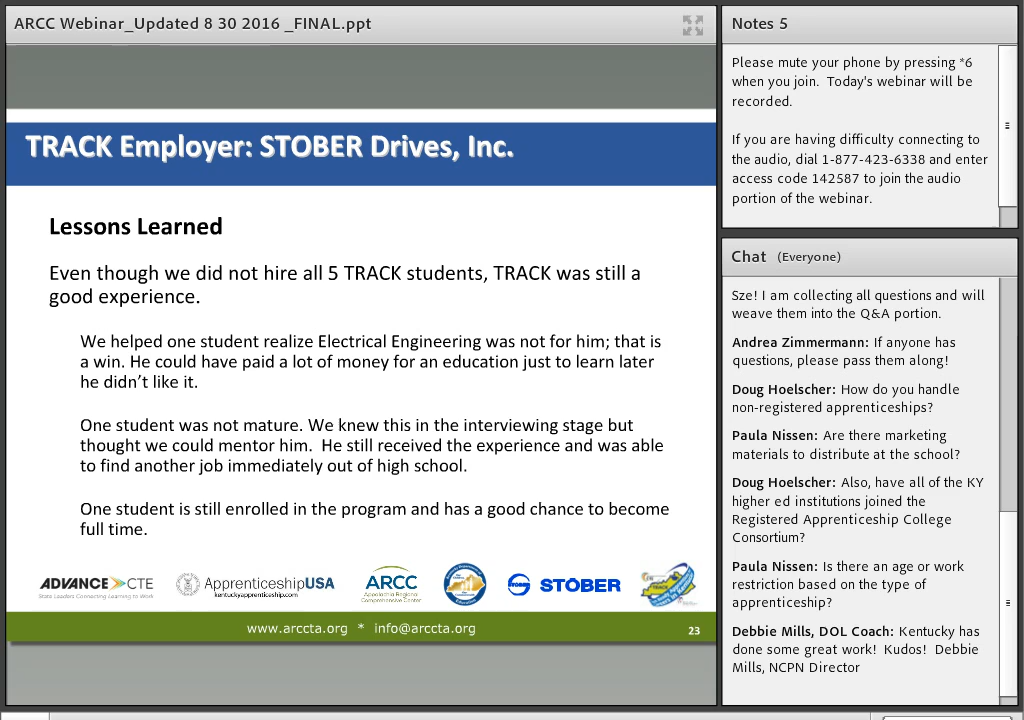 ARCC Webinar_Updated 8 30 2016 _FINAL.ppt
TRACK Employer: STOBER Drives, Inc.
Lessons Learned
Even though we did not hire all 5 TRACK students, TRACK was still a
good experience.
We helped one student realize Electrical Engineering was not for him; that is
a win. He could have paid a lot of money for an education just to learn later
he didn’t like it.
One student was not mature. We knew this in the interviewing stage but
thought we could mentor him.  He still received the experience and was able
to find another job immediately out of high school.
One student is still enrolled in the program and has a good chance to become
full time.
ADVANCE CTE
State Leaders Connecting Learning to Work
ApprenticeshipUSA
kentuckyapprenticeship.com
ARCC
Appalachia Regional
Comprehensive Center
STOBER
STÖBER
www.arccta.org  *  info@arccta.org
23
Notes 5
Please mute your phone by pressing *6
when you join.  Today's webinar will be
recorded.
If you are having difficulty connecting to
the audio, dial 1-877-423-6338 and enter
access code 142587 to join the audio
portion of the webinar.
Chat (Everyone)
Sze! I am collecting all questions and will
weave them into the Q&A portion.
Andrea Zimmermann: If anyone has
questions, please pass them along!
Doug Hoelscher: How do you handle
non-registered apprenticeships?
Paula Nissen: Are there marketing
materials to distribute at the school?
Doug Hoelscher: Also, have all of the KY
higher ed institutions joined the
Registered Apprenticeship College
Consortium?
Paula Nissen: Is there an age or work
restriction based on the type of
apprenticeship?
Debbie Mills, DOL Coach: Kentucky has
done some great work!  Kudos!  Debbie
Mills, NCPN Director